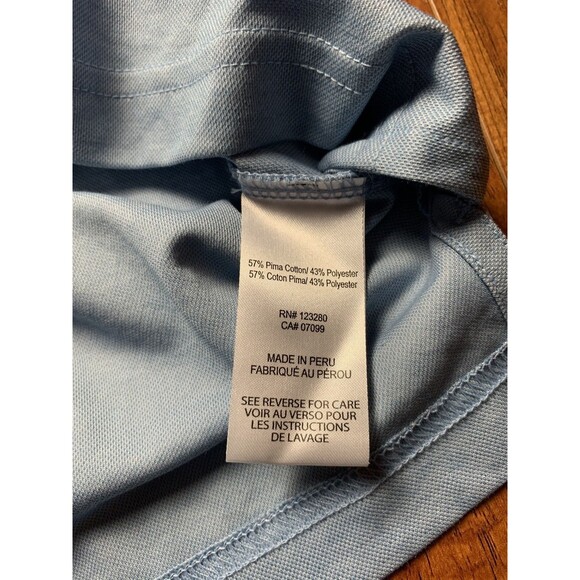 57% Pima Cotton/ 43% Polyester
57% Coton Pima/ 43% Polyester
RN# 123280
CA# 07099
MADE IN PERU
FABRIQUÉ AU PÉROU
SEE REVERSE FOR CARE
VOIR AU VERSO POUR
LES INSTRUCTIONS
DE LAVAGE